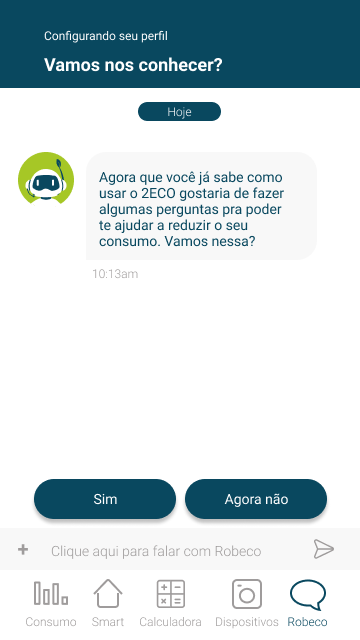 Configurando seu perfil
Vamos nos conhecer?
Hoje
Agora que você já sabe como
usar o 2ECO gostaria de fazer
algumas perguntas pra poder
te ajudar a reduzir o seu
consumo. Vamos nessa?
10:13am
Sim
Agora não
+ Clique aqui para falar com Robeco
Consumo
Smart
Calculadora
Dispositivos
Robeco